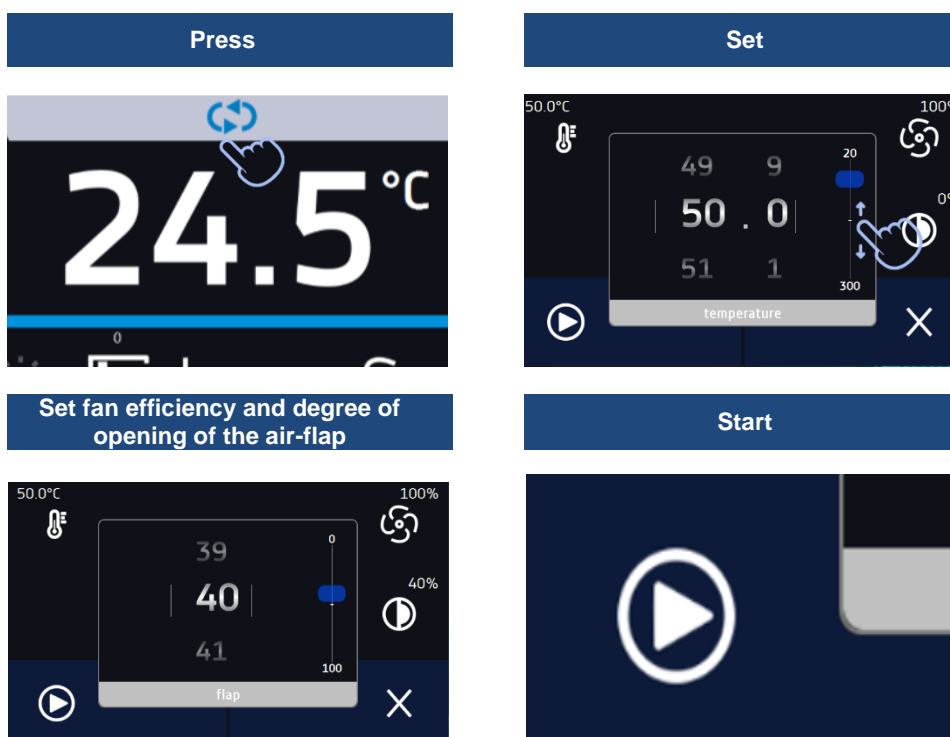 Press
24.5°C
0
Set
50.0°C
100%
49 9 20
50.0
0%
51 1
300
temperature
Set fan efficiency and degree of
opening of the air-flap
50.0°C
100%
39 0
40
40%
41
100
flap
Start